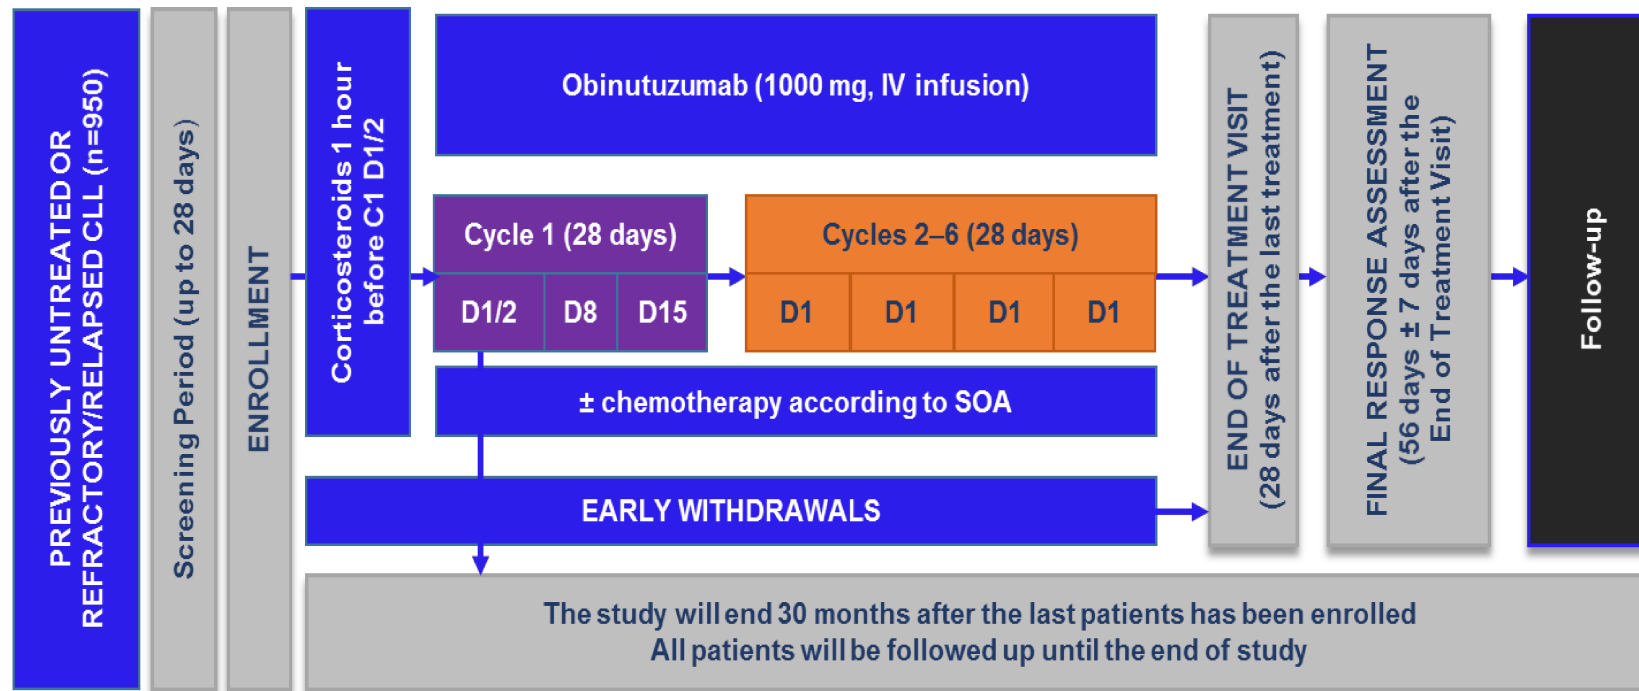 PREVIOUSLY UNTREATED OR
REFRACTORY/RELAPSED CLL (n=950)
Screening Period (up to 28 days)
ENROLLMENT
Corticosteroids 1 hour
before C1 D1/2
Obinutuzumab (1000 mg, IV infusion)
Cycle 1 (28 days)
D1/2 D8 D15
Cycles 2–6 (28 days)
D1 D1 D1 D1
± chemotherapy according to SOA
EARLY WITHDRAWALS
END OF TREATMENT VISIT
(28 days after the last treatment)
FINAL RESPONSE ASSESSMENT
(56 days ± 7 days after the
End of Treatment Visit)
Follow-up
The study will end 30 months after the last patients has been enrolled
All patients will be followed up until the end of study